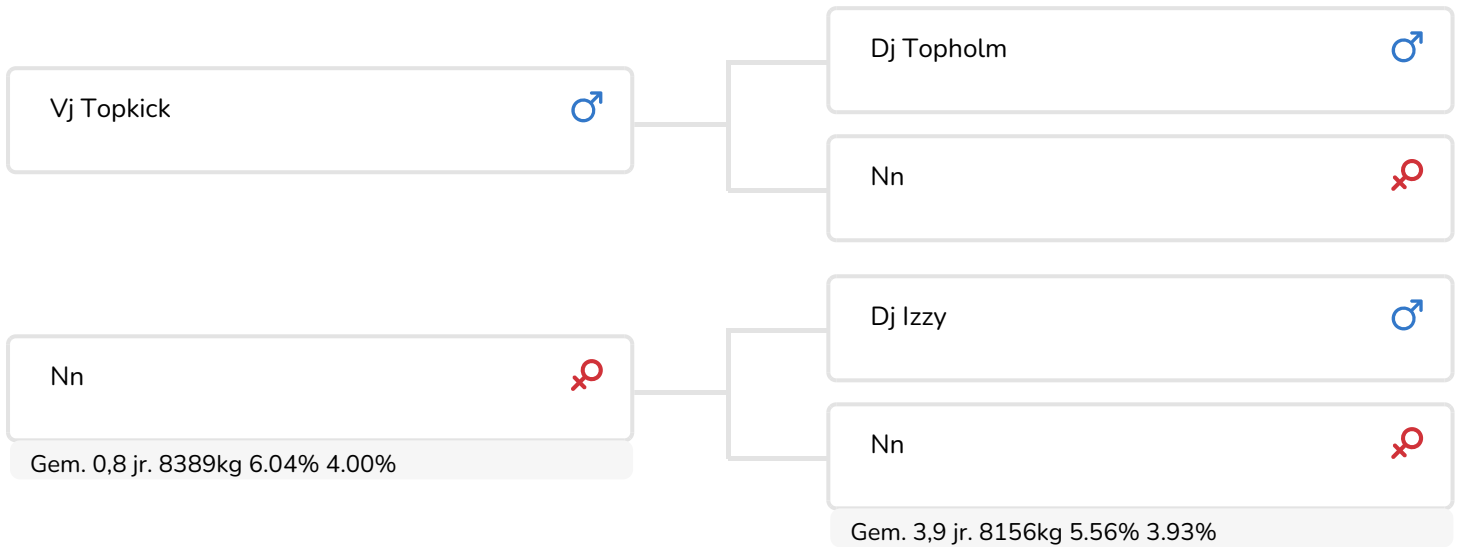 Vj Topkick
Dj Topholm
Nn
Nn
Gem. 0,8 jr. 8389kg 6.04% 4.00%
Dj Izzy
Nn
Gem. 3,9 jr. 8156kg 5.56% 3.93%